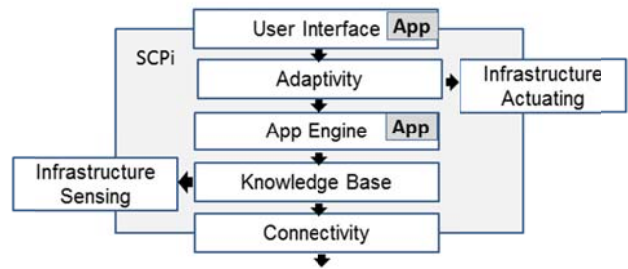 User Interface App
SCPi
Adaptivity
Infrastructure
Actuating
App Engine App
Infrastructure
Sensing
Knowledge Base
Connectivity